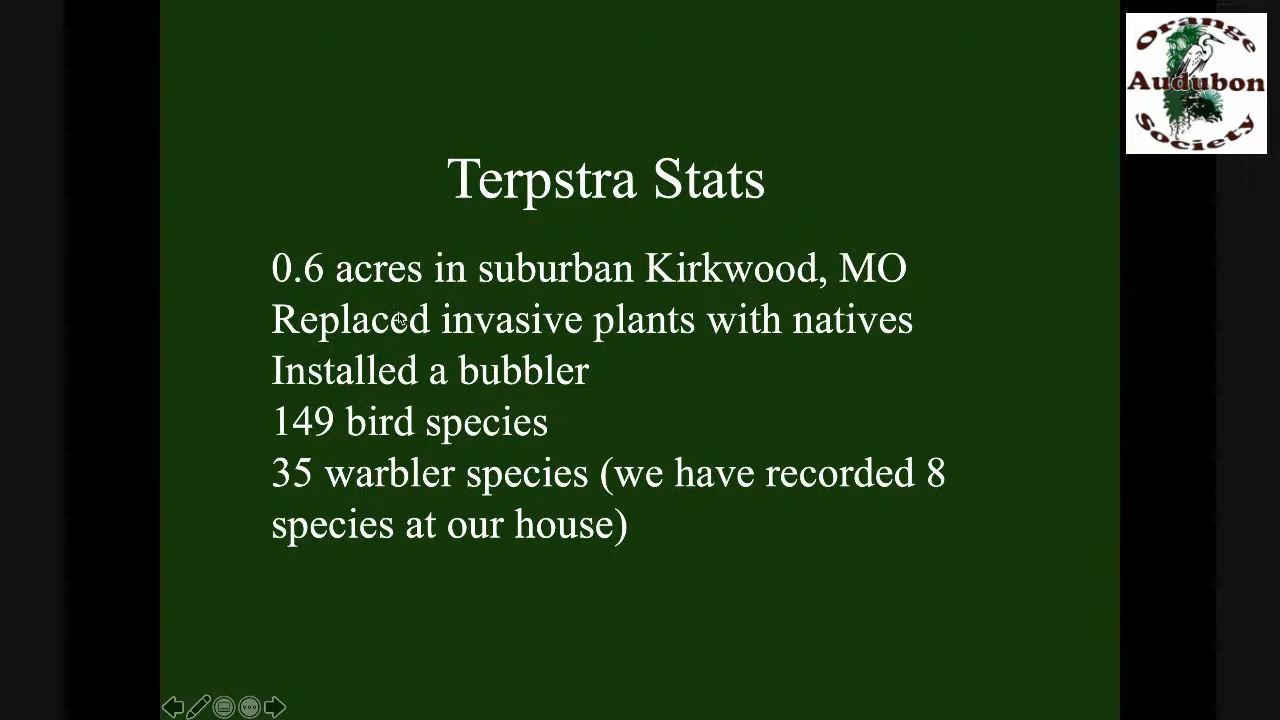 Orange
Audubon
Society
Terpstra Stats
0.6 acres in suburban Kirkwood, MO
Replaced invasive plants with natives
Installed a bubbler
149 bird species
35 warbler species (we have recorded 8
species at our house)